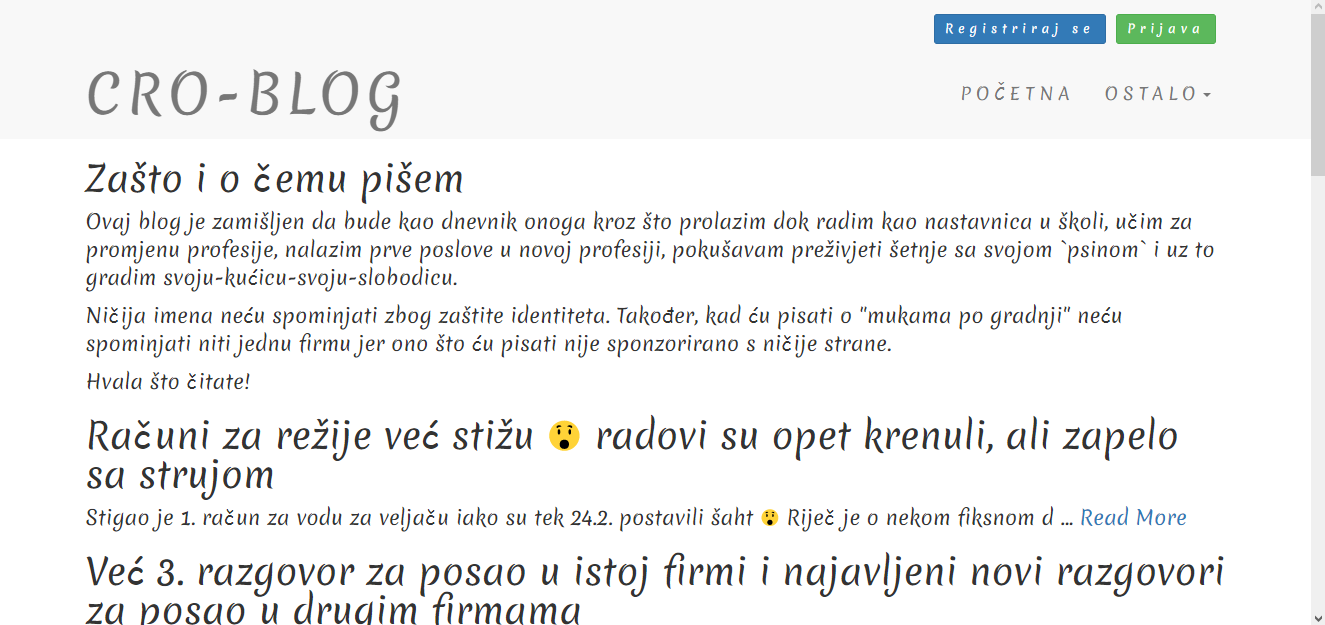 Registriraj se Prijava
CRO-BLOG
POČETNA OSTALO
Zašto i o čemu pišem
Ovaj blog je zamišljen da bude kao dnevnik onoga kroz što prolazim dok radim kao nastavnica u školi, učim za
promjenu profesije, nalazim prve poslove u novoj profesiji, pokušavam preživjeti šetnje sa svojom `psinom` i uz to
gradim svoju-kućicu-svoju-slobodicu.
Ničija imena neću spominjati zbog zaštite identiteta. Također, kad ću pisati o "mukama po gradnji" neću
spominjati niti jednu firmu jer ono što ću pisati nije sponzorirano s ničije strane.
Hvala što čitate!
Računi za režije već stižu 😲 radovi su opet krenuli, ali zapelo
sa strujom
Stigao je 1. račun za vodu za veljaču iako su tek 24.2. postavili šaht 😲 Riječ je o nekom fiksnom d ... Read More
Već 3. razgovor za posao u istoj firmi i najavljeni novi razgovori
za posao u drugim firmama